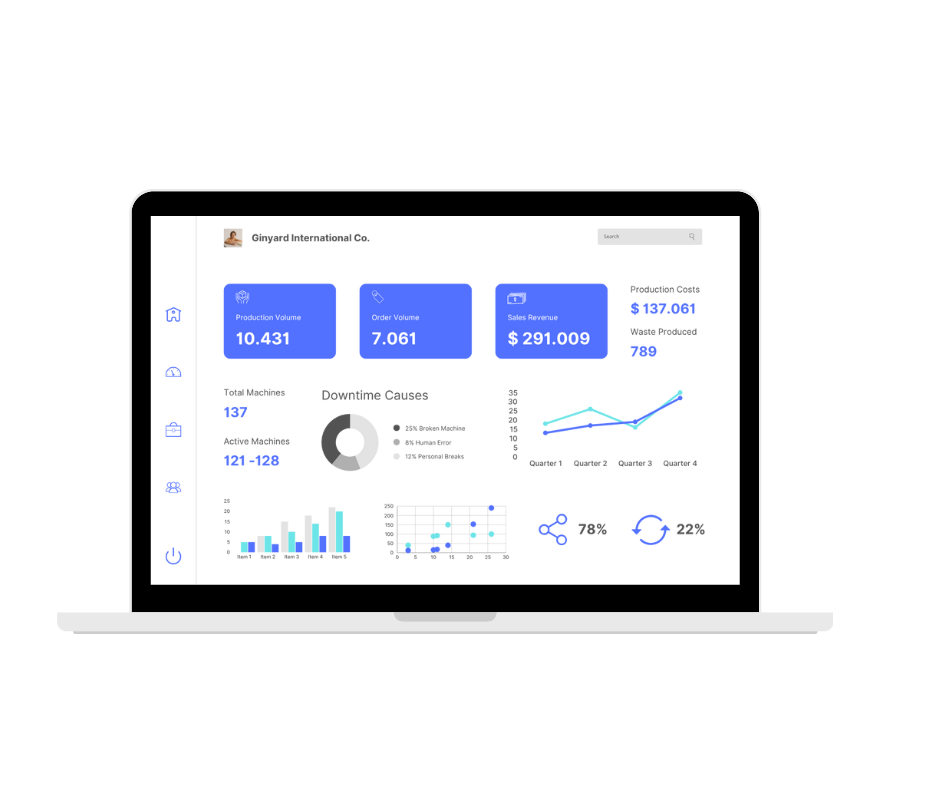 Ginyard International Co.
Search
Production Volume
10.431
Order Volume
7.061
Sales Revenue
$ 291.009
Production Costs
$ 137.061
Waste Produced
789
Total Machines
137
Active Machines
121 -128
Downtime Causes
25% Broken Machine
8% Human Error
12% Personal Breaks
35
30
25
20
15
10
5
0
Quarter 1 Quarter 2 Quarter 3 Quarter 4
25
20
15
10
5
0
Item 1 Item 2 Item 3 Item 4 Item 5
250
200
150
100
50
0
0 5 10 15 20 25 30
78%
22%